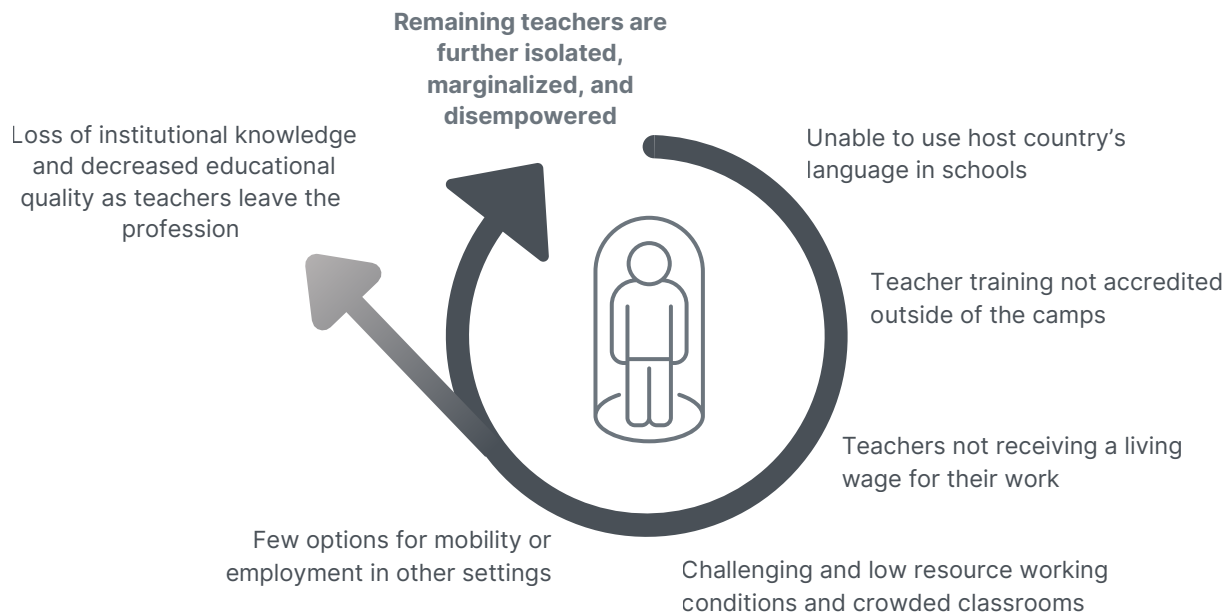 Remaining teachers are
further isolated,
marginalized, and
disempowered
Unable to use host country’s
language in schools
Teacher training not accredited
outside of the camps
Teachers not receiving a living
wage for their work
Challenging and low resource working
conditions and crowded classrooms
Few options for mobility or
employment in other settings
Loss of institutional knowledge
and decreased educational
quality as teachers leave the
profession